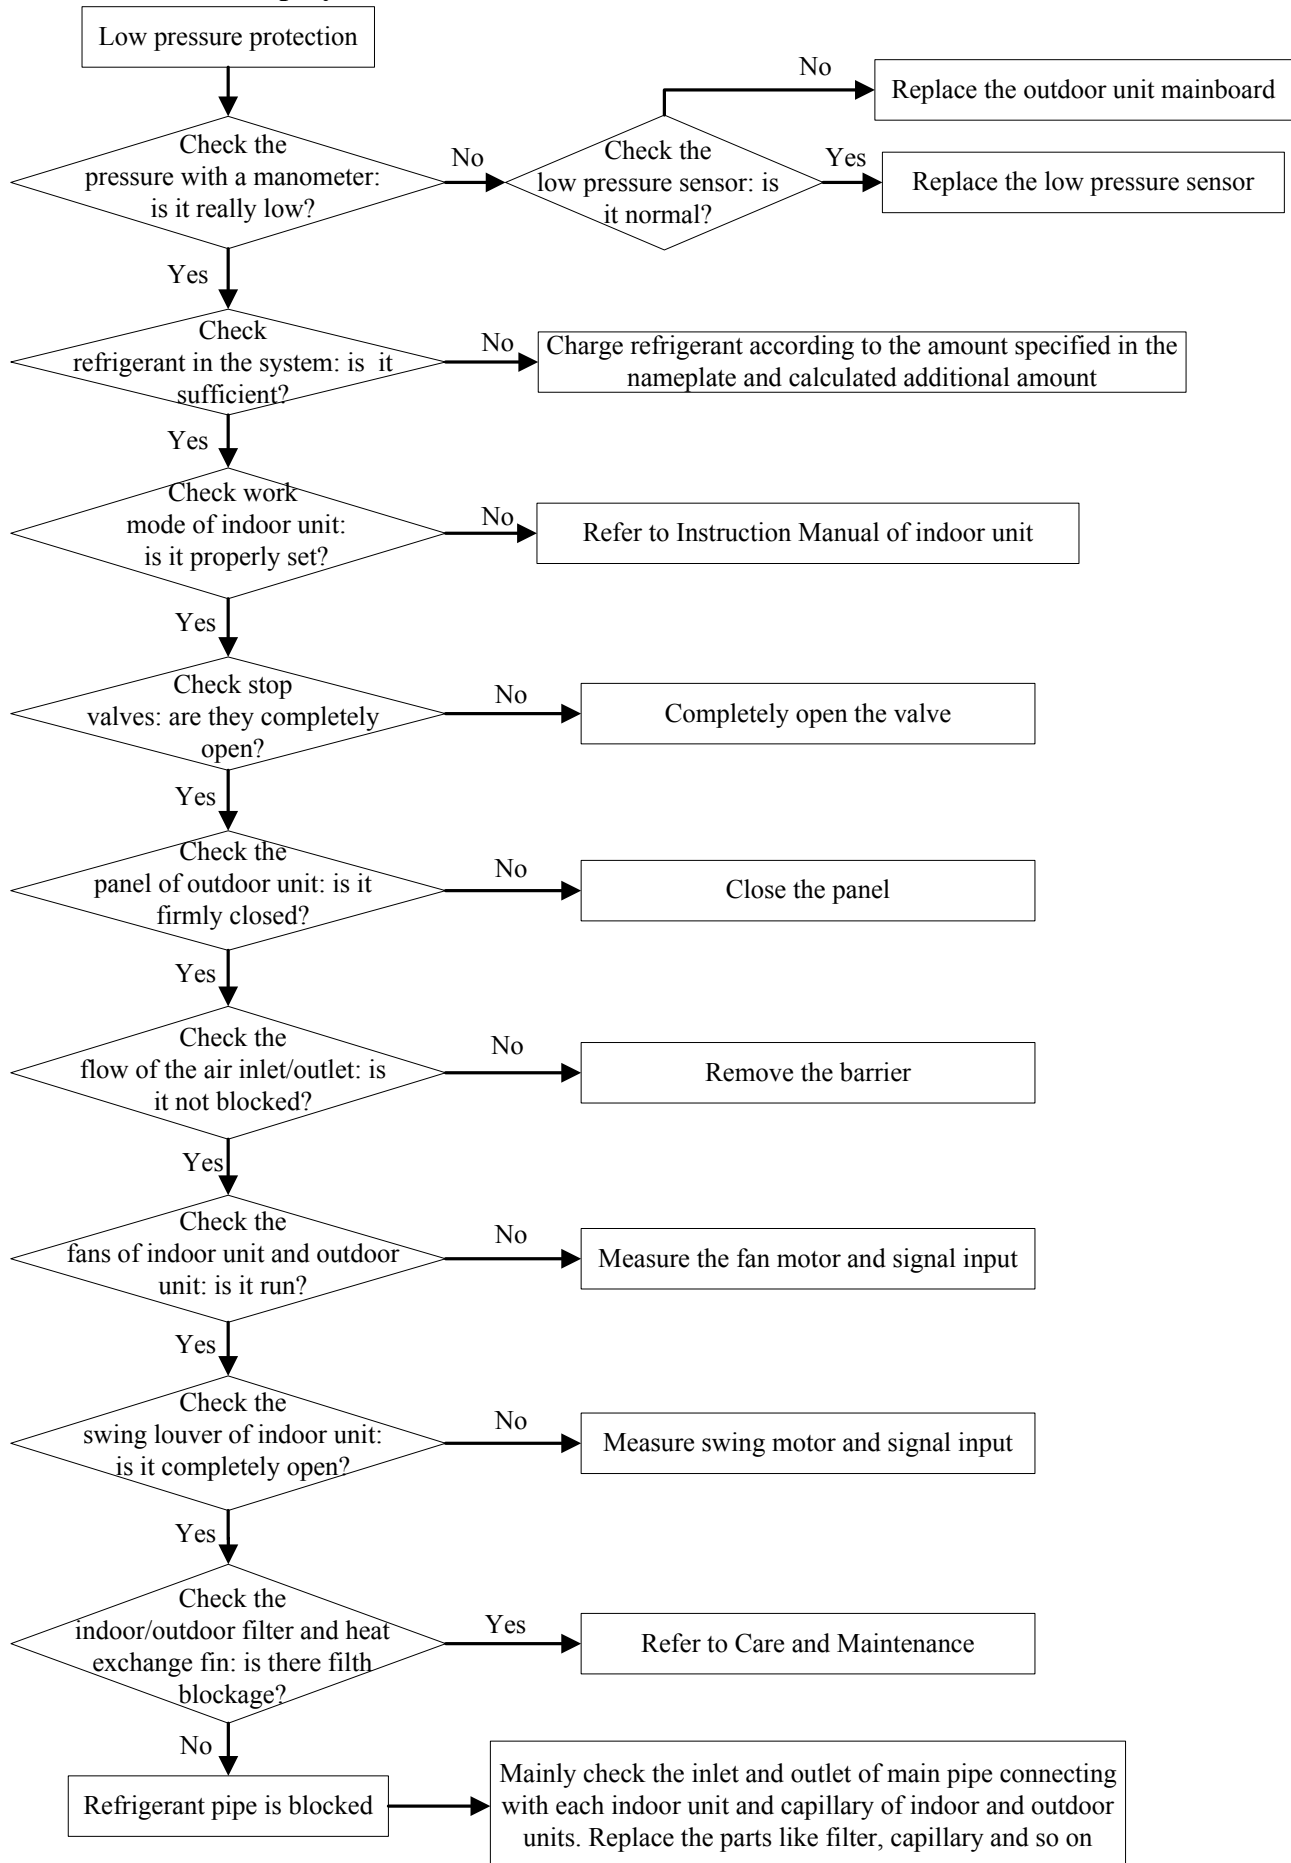 Low pressure protection
No
Replace the outdoor unit mainboard
Check the
pressure with a manometer:
is it really low?
No
Check the
low pressure sensor: is
it normal?
Yes
Replace the low pressure sensor
Yes
Check
refrigerant in the system: is it
sufficient?
No
Charge refrigerant according to the amount specified in the
nameplate and calculated additional amount
Yes
Check work
mode of indoor unit:
is it properly set?
No
Refer to Instruction Manual of indoor unit
Yes
Check stop
valves: are they completely
open?
No
Completely open the valve
Yes
Check the
panel of outdoor unit: is it
firmly closed?
No
Close the panel
Yes
Check the
flow of the air inlet/outlet: is
it not blocked?
No
Remove the barrier
Yes
Check the
fans of indoor unit and outdoor
unit: is it run?
No
Measure the fan motor and signal input
Yes
Check the
swing louver of indoor unit:
is it completely open?
No
Measure swing motor and signal input
Yes
Check the
indoor/outdoor filter and heat
exchange fin: is there filth
blockage?
Yes
Refer to Care and Maintenance
No
Refrigerant pipe is blocked
Mainly check the inlet and outlet of main pipe connecting
with each indoor unit and capillary of indoor and outdoor
units. Replace the parts like filter, capillary and so on